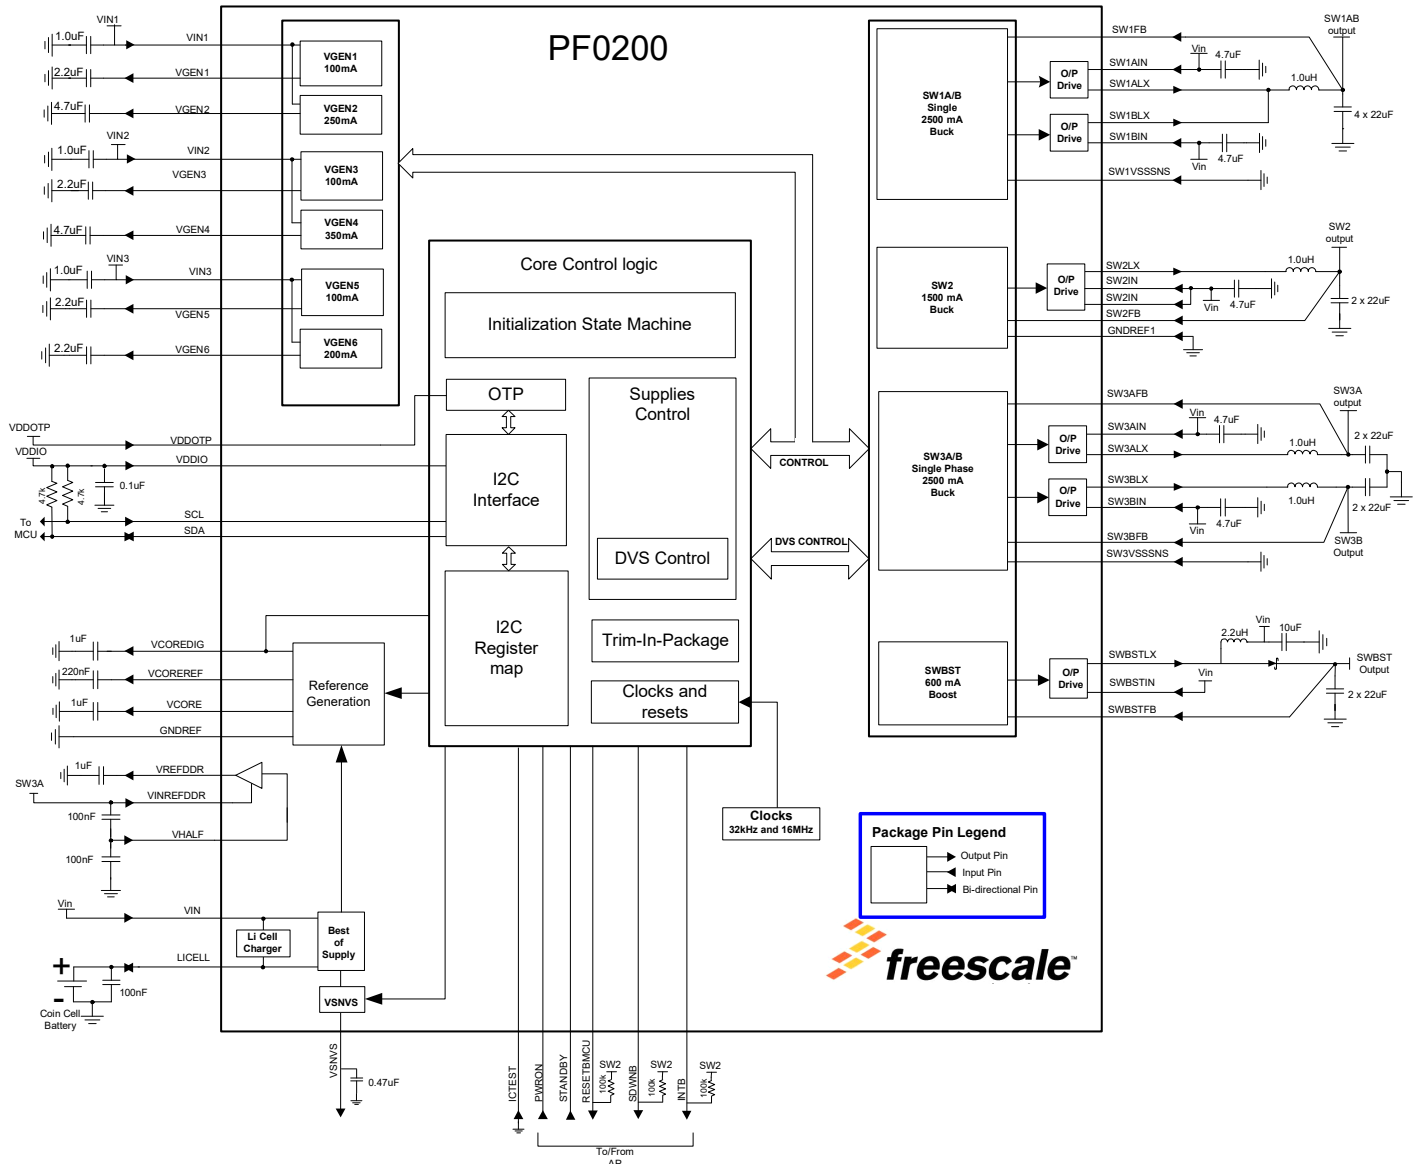 PF0200
VIN1
1.0uF
VIN1
2.2uF
VGEN1
4.7uF
VGEN2
VIN2
1.0uF
VIN2
2.2uF
VGEN3
4.7uF
VGEN4
VIN3
1.0uF
VIN3
2.2uF
VGEN5
2.2uF
VGEN6
VGEN1
100mA
VGEN2
250mA
VGEN3
100mA
VGEN4
350mA
VGEN5
100mA
VGEN6
200mA
VDDOTP
VDDOTP
VDDIO
VDDIO
4.7k
4.7k
0.1uF
To
MCU
SCL
SDA
1uF
VCOREDIG
220nF
VCOREREF
1uF
VCORE
GNDREF
1uF
VREFDDR
SW3A
VINREFDDR
100nF
VHALF
100nF
Vin
VIN
LICELL
+
-
100nF
Coin Cell
Battery
Reference
Generation
Li Cell
Charger
Best
of
Supply
VSNVS
VSNVS
0.47uF
Core Control logic
Initialization State Machine
OTP
I2C
Interface
I2C
Register
map
Supplies
Control
DVS Control
Trim-In-Package
Clocks and
resets
Clocks
32kHz and 16MHz
CONTROL
DVS CONTROL
ICTEST
PWRON
STANDBY
RESETBMCU
100k
SW2
SDWNB
100k
SW2
INTB
100k
SW2
To/From
AP
SW1A/B
Single
2500 mA
Buck
O/P
Drive
O/P
Drive
SW1FB
SW1AIN
SW1ALX
SW1BLX
SW1BIN
SW1VSSSNS
Vin
4.7uF
Vin
4.7uF
1.0uH
SW1AB
output
4 x 22uF
SW2
1500 mA
Buck
O/P
Drive
SW2LX
SW2IN
SW2IN
SW2FB
GNDREF1
Vin
4.7uF
1.0uH
SW2
output
2 x 22uF
SW3A/B
Single Phase
2500 mA
Buck
O/P
Drive
O/P
Drive
SW3AFB
SW3AIN
SW3ALX
SW3BLX
SW3BIN
SW3BFB
SW3VSSSNS
Vin
4.7uF
1.0uH
SW3A
output
2 x 22uF
1.0uH
Vin
4.7uF
2 x 22uF
SW3B
Output
SWBST
600 mA
Boost
O/P
Drive
SWBSTLX
SWBSTIN
SWBSTFB
2.2uH
Vin
10uF
Vin
SWBST
Output
2 x 22uF
Package Pin Legend
Output Pin
Input Pin
Bi-directional Pin
freescale™